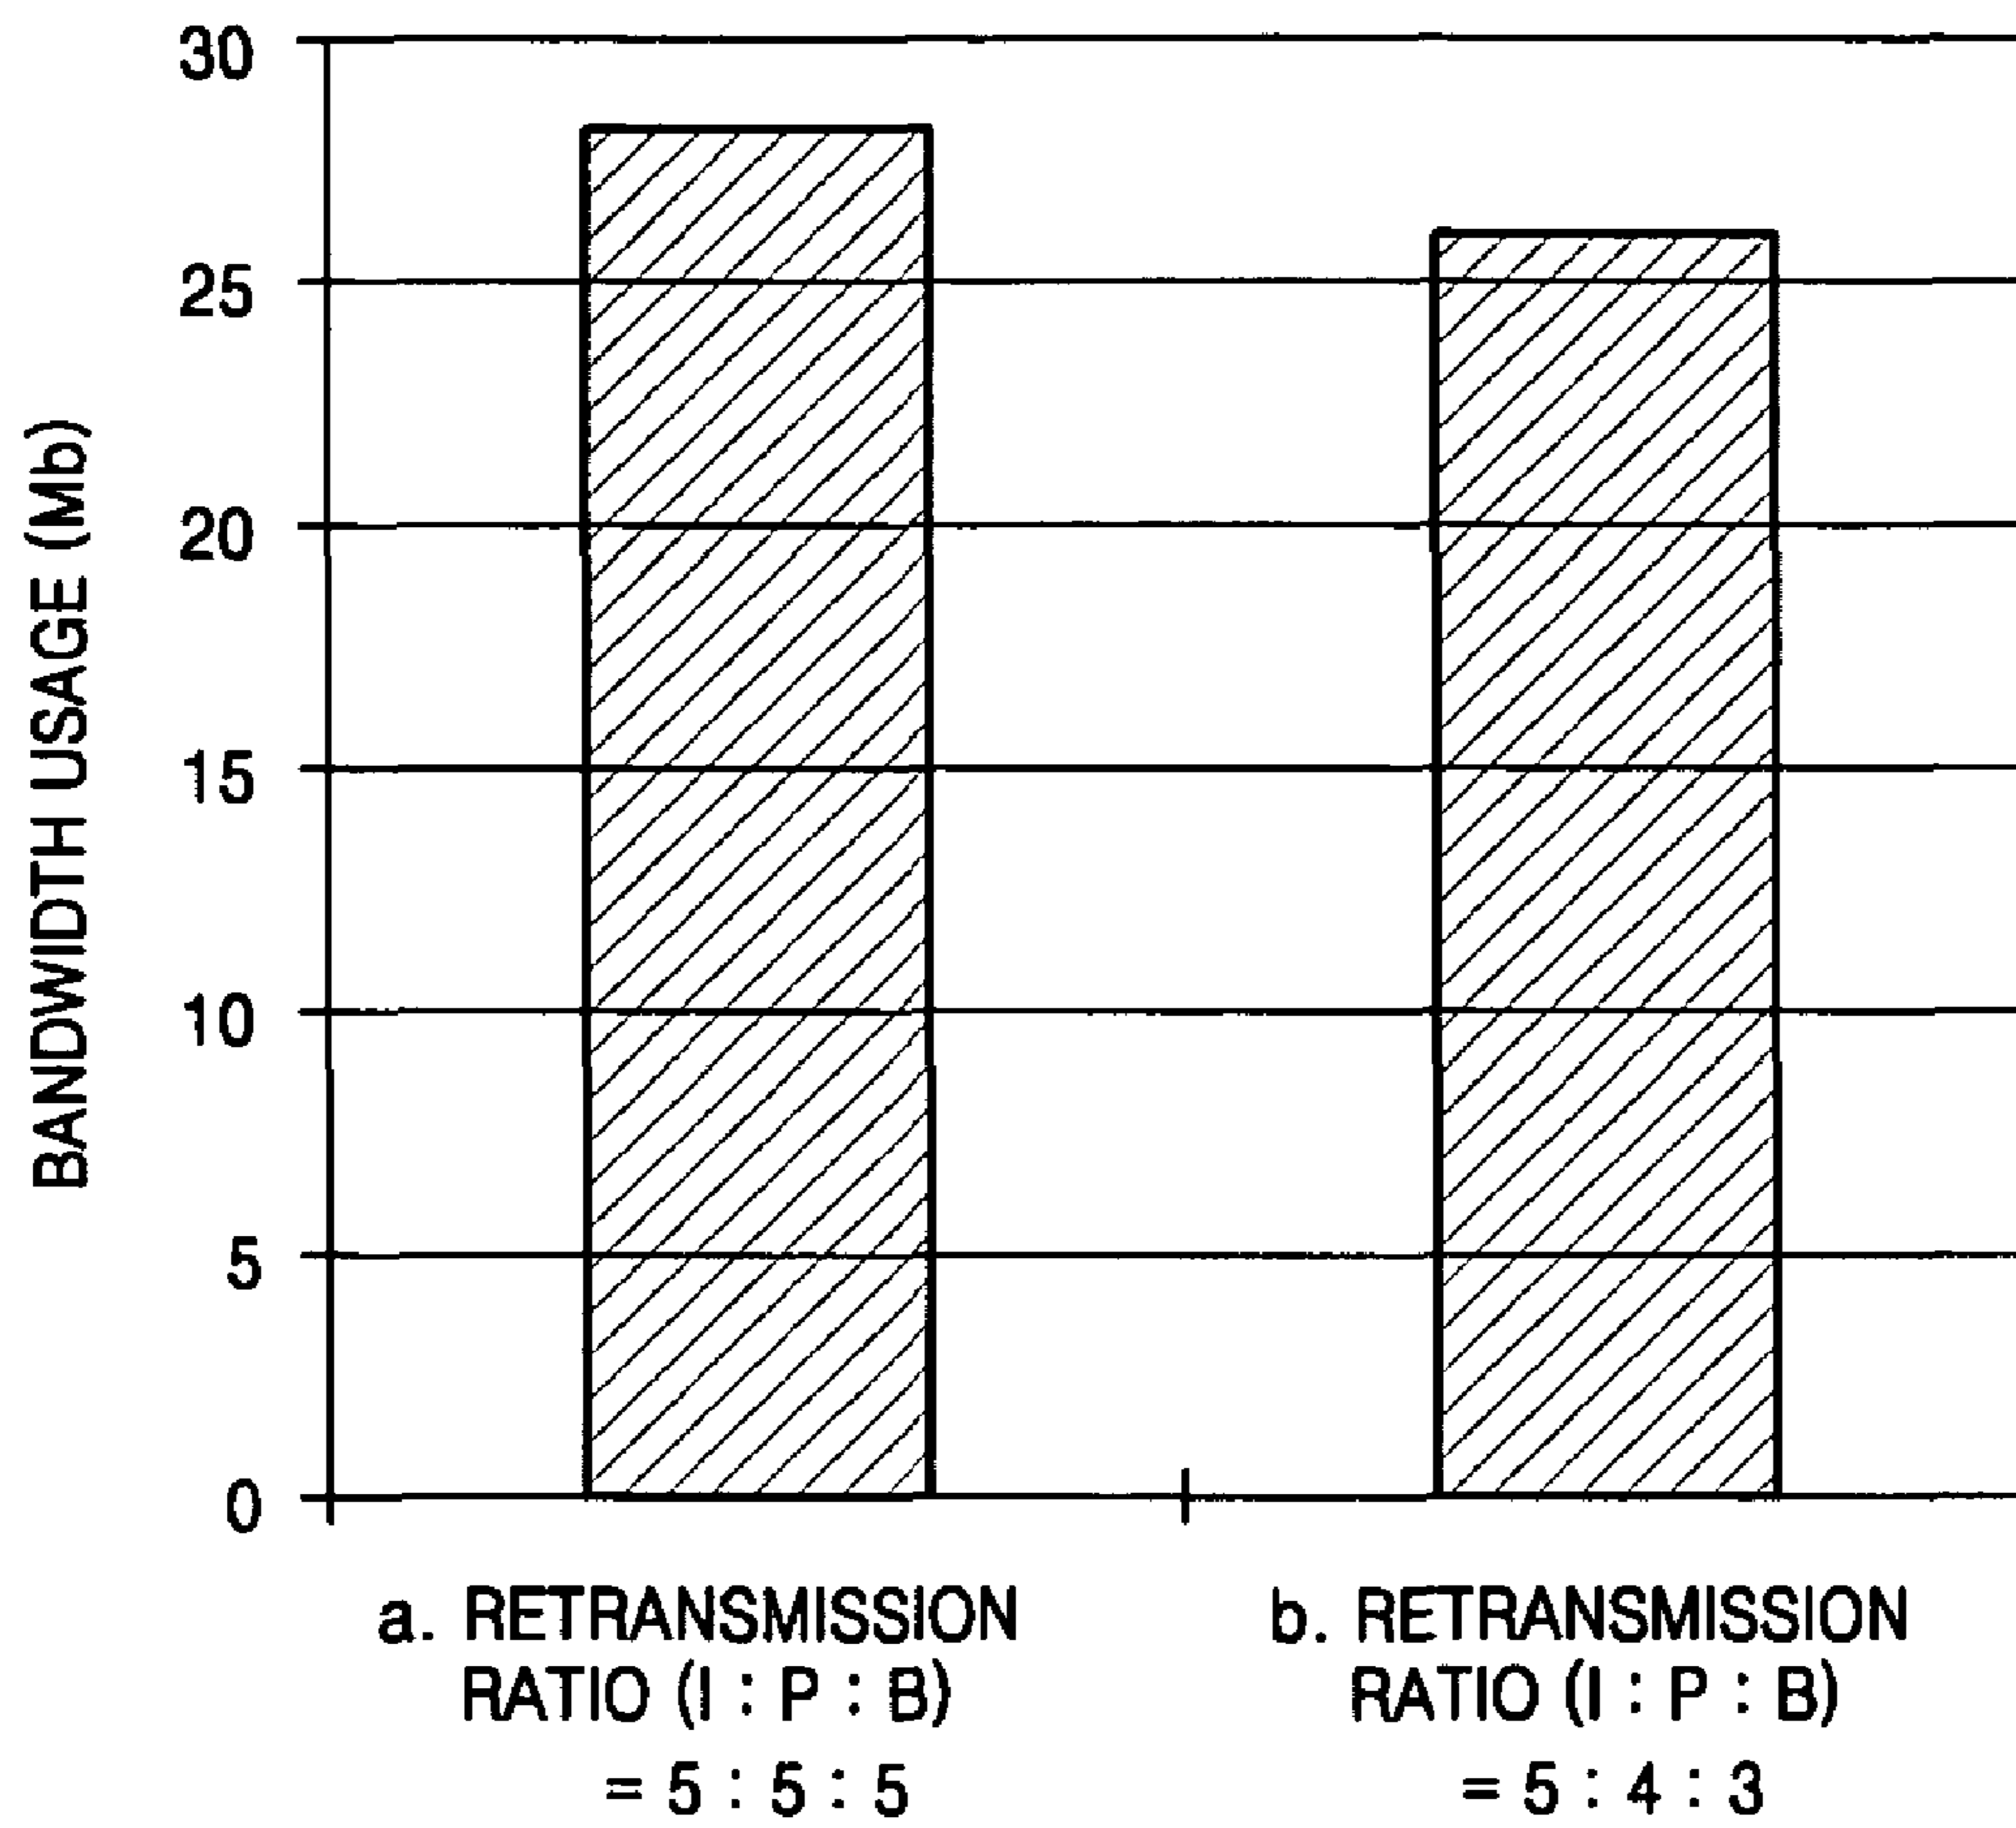 BANDWIDTH USAGE (Mb)
30
25
20
15
10
5
0
a. RETRANSMISSION
RATIO (I : P : B)
= 5 : 5 : 5
b. RETRANSMISSION
RATIO (I : P : B)
= 5 : 4 : 3